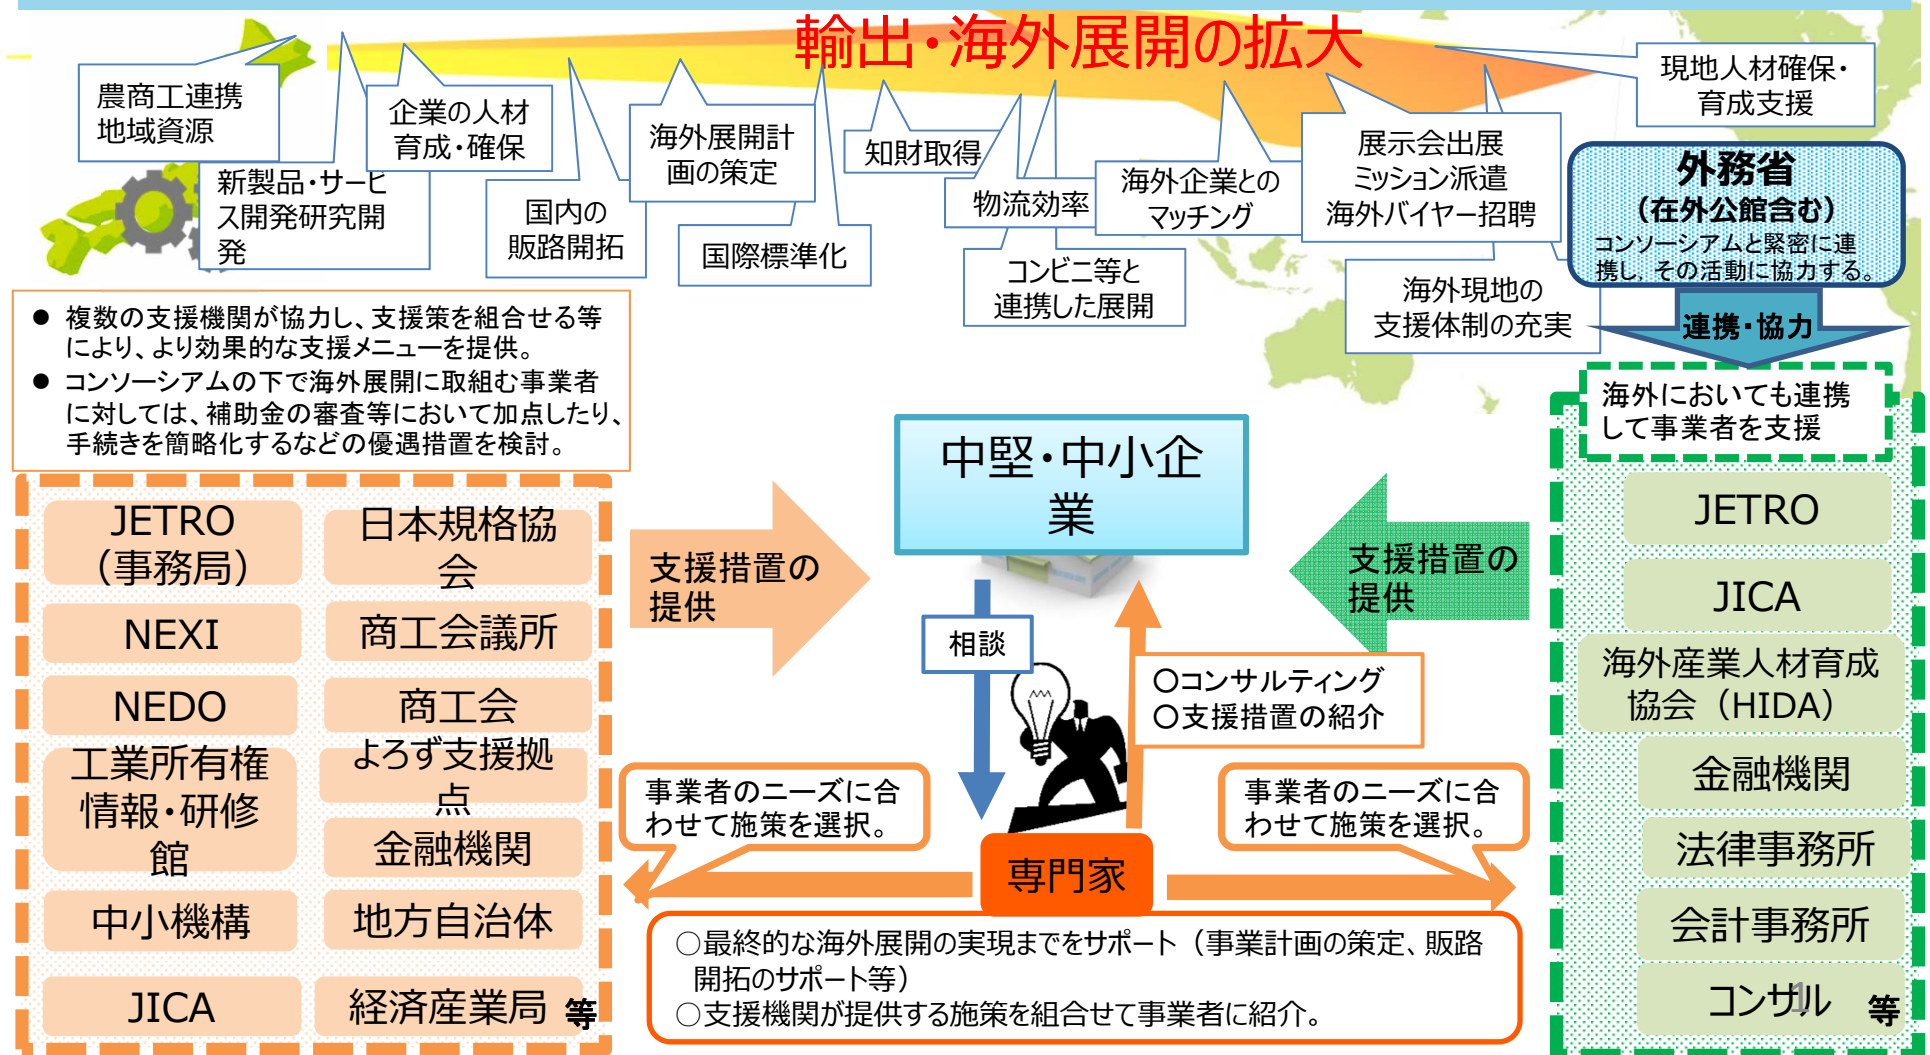 輸出・海外展開の拡大
農商工連携
地域資源
新製品・サービ
ス開発研究開
発
企業の人材
育成・確保
国内の
販路開拓
海外展開計
画の策定
国際標準化
知財取得
物流効率
コンビニ等と
連携した展開
海外企業との
マッチング
展示会出展
ミッション派遣
海外バイヤー招聘
海外現地の
支援体制の充実
現地人材確保・
育成支援
外務省
（在外公館含む）
コンソーシアムと緊密に連
携し，その活動に協力する。
連携・協力
● 複数の支援機関が協力し、支援策を組合せる等
により、より効果的な支援メニューを提供。
● コンソーシアムの下で海外展開に取組む事業者
に対しては、補助金の審査等において加点したり、
手続きを簡略化するなどの優遇措置を検討。
JETRO
（事務局）
NEXI
NEDO
工業所有権
情報・研修
館
中小機構
JICA
日本規格協
会
商工会議所
商工会
よろず支援拠
点
金融機関
地方自治体
経済産業局
等
支援措置の
提供
中堅・中小企
業
支援措置の
提供
相談
○コンサルティング
○支援措置の紹介
事業者のニーズに合
わせて施策を選択。
事業者のニーズに合
わせて施策を選択。
専門家
○最終的な海外展開の実現までをサポート（事業計画の策定、販路
開拓のサポート等）
○支援機関が提供する施策を組合せて事業者に紹介。
海外においても連携
して事業者を支援
JETRO
JICA
海外産業人材育成
協会（HIDA）
金融機関
法律事務所
会計事務所
コンサル
等
1